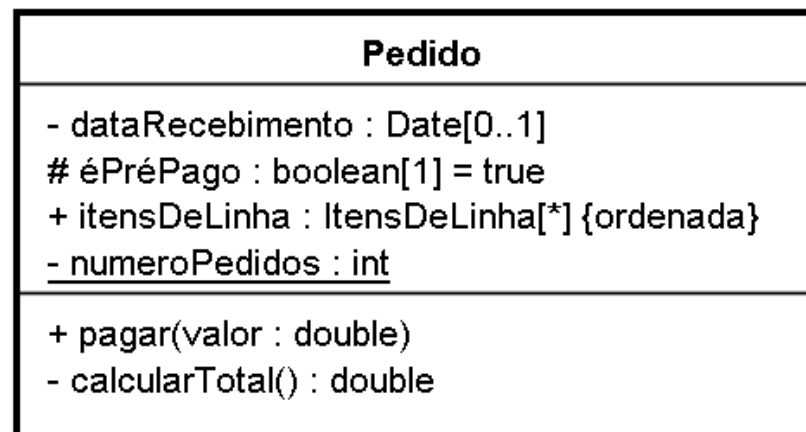 Pedido
- dataRecebimento : Date[0..1]
# éPréPago : boolean[1] = true
+ itensDeLinha : ItensDeLinha[*] {ordenada}
- numeroPedidos : int
+ pagar(valor : double)
- calcularTotal() : double